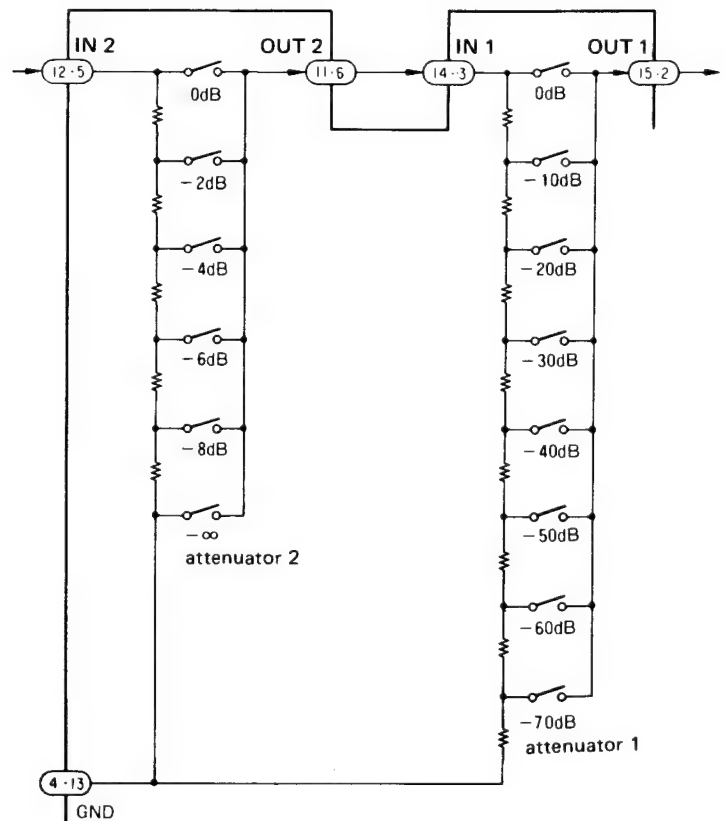 IN 2
OUT 2
IN 1
OUT 1
12·5
11·6
14·3
15·2
0dB
0dB
−2dB
−10dB
−4dB
−20dB
−6dB
−30dB
−8dB
−40dB
−∞
−50dB
attenuator 2
−60dB
−70dB
attenuator 1
4·13
GND